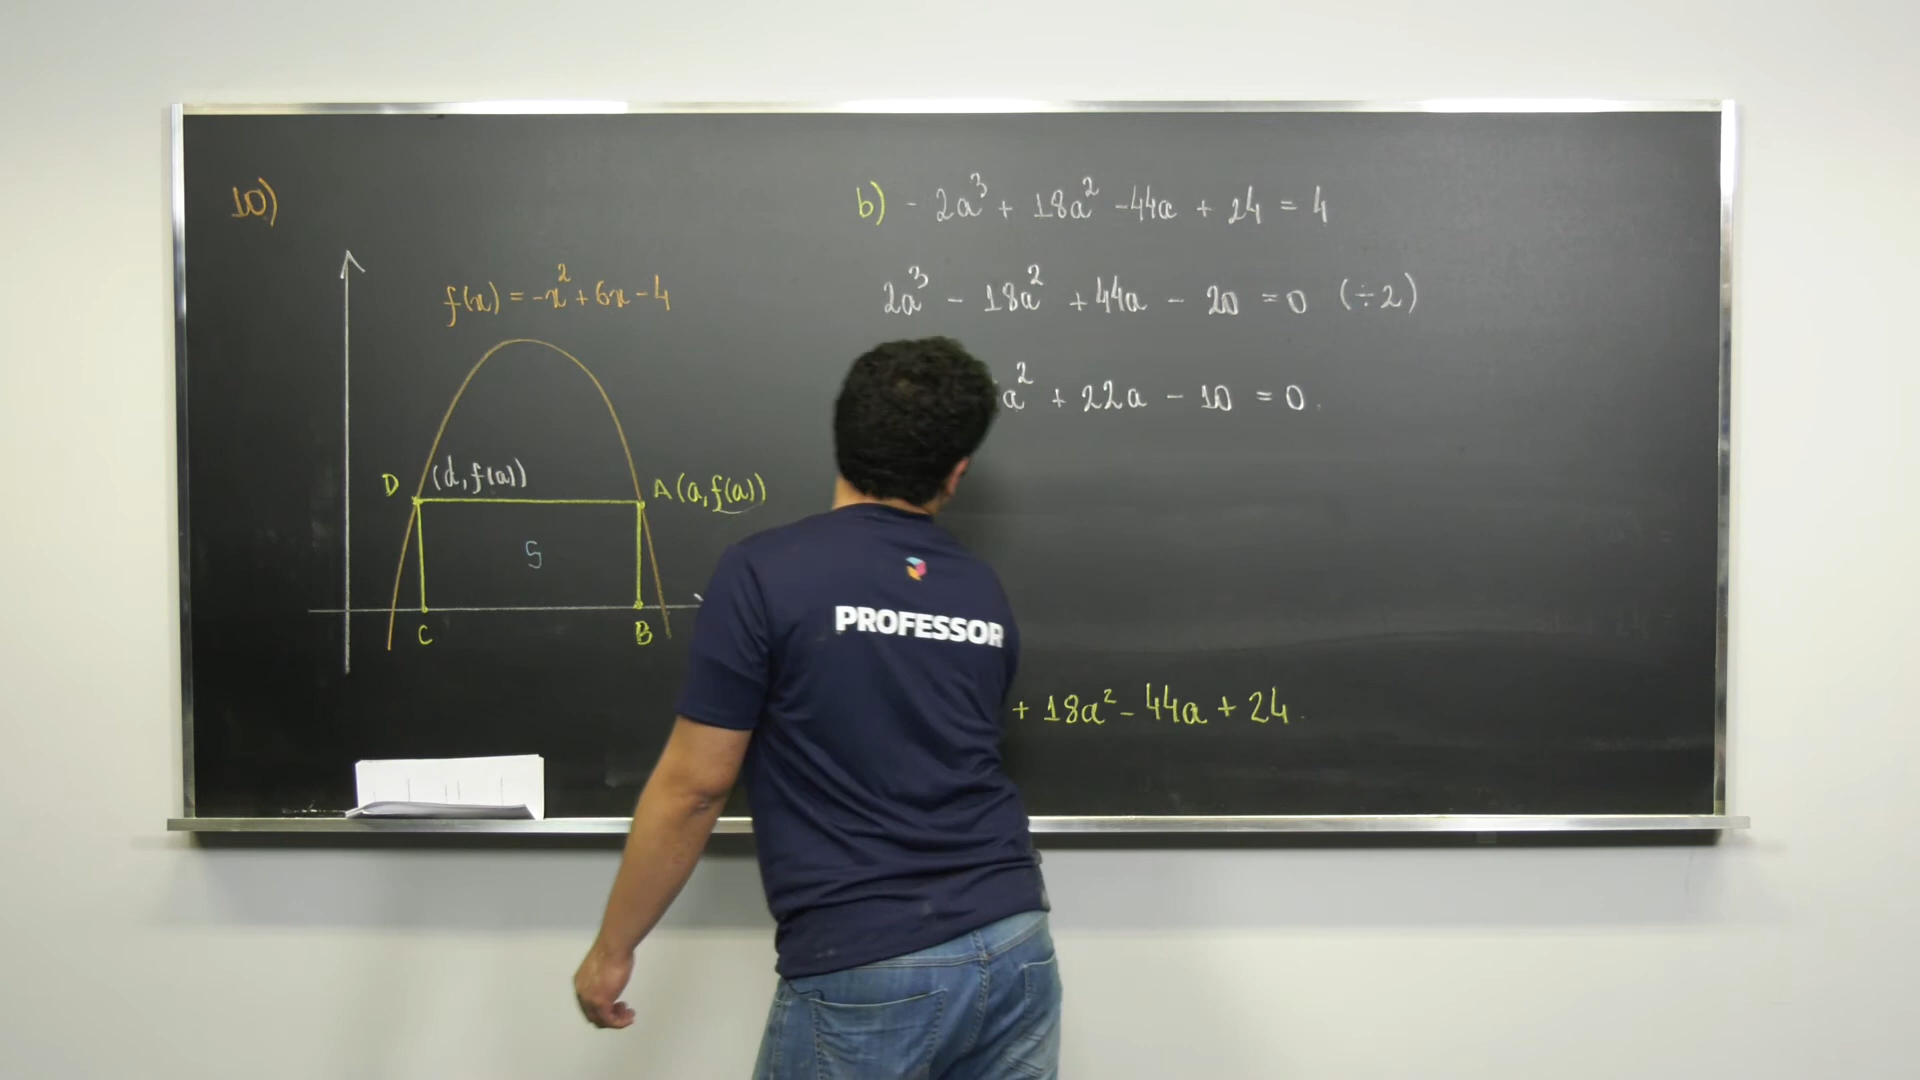 10)
f(x) = -x² + 6x - 4
D (d, f(a))
A (a, f(a))
S
C
B
b) - 2a³ + 18a² - 44a + 24 = 4
2a³ - 18a² + 44a - 20 = 0 (÷2)
a² + 22a - 10 = 0.
+ 18a² - 44a + 24.
PROFESSOR